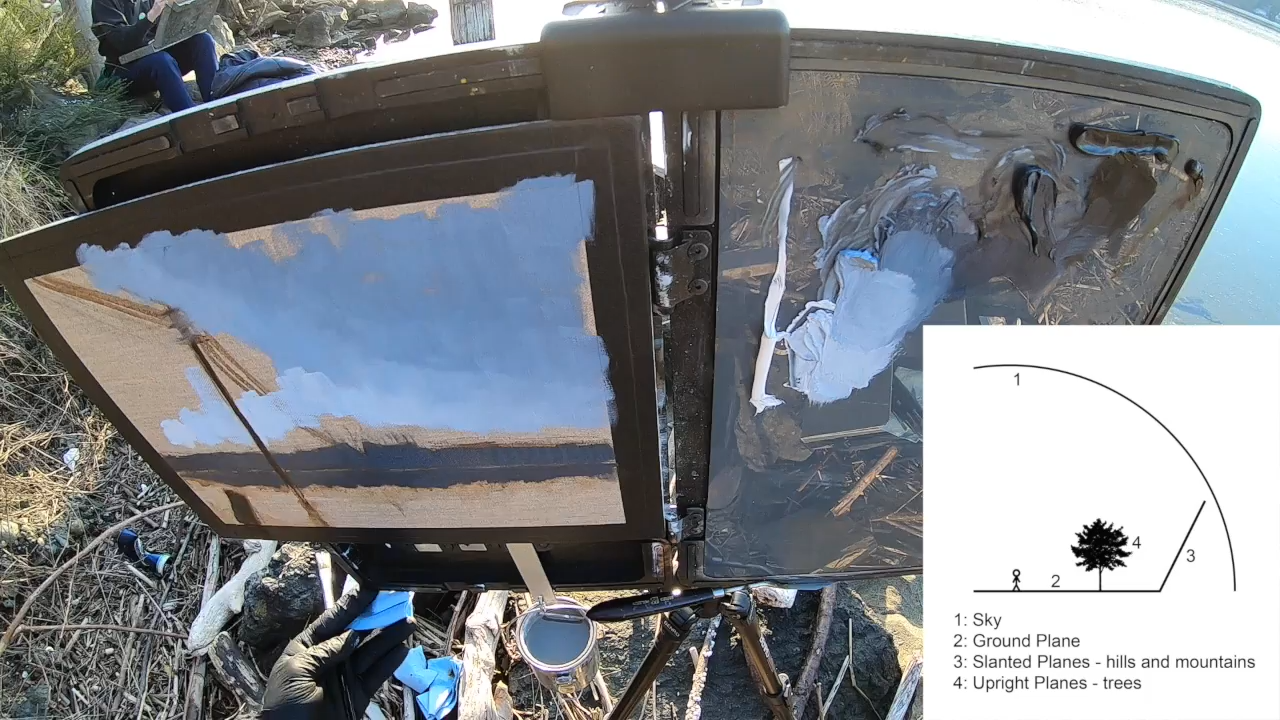 1
4
3
2
1: Sky
2: Ground Plane
3: Slanted Planes - hills and mountains
4: Upright Planes - trees